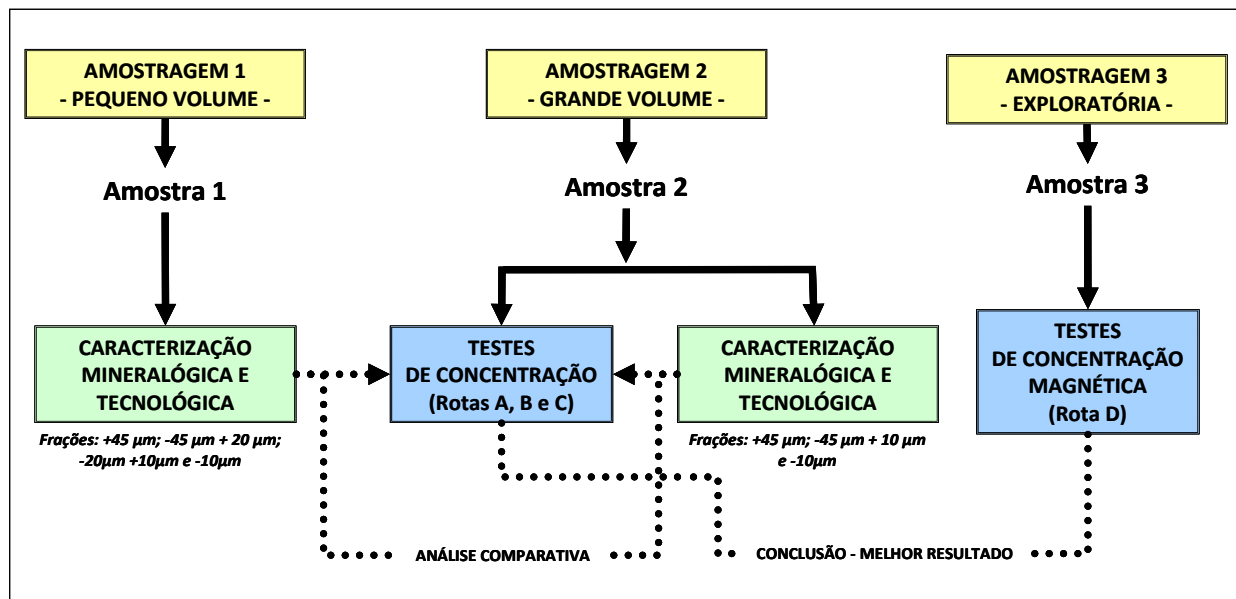 AMOSTRAGEM 1
- PEQUENO VOLUME -
AMOSTRAGEM 2
- GRANDE VOLUME -
AMOSTRAGEM 3
- EXPLORATÓRIA -
Amostra 1
Amostra 2
Amostra 3
CARACTERIZAÇÃO
MINERALÓGICA E
TECNOLÓGICA
Frações: +45 µm; -45 µm + 20 µm;
-20µm +10µm e -10µm
TESTES
DE CONCENTRAÇÃO
(Rotas A, B e C)
CARACTERIZAÇÃO
MINERALÓGICA E
TECNOLÓGICA
Frações: +45 µm; -45 µm + 10 µm
e -10µm
TESTES
DE CONCENTRAÇÃO
MAGNÉTICA
(Rota D)
ANÁLISE COMPARATIVA
CONCLUSÃO - MELHOR RESULTADO